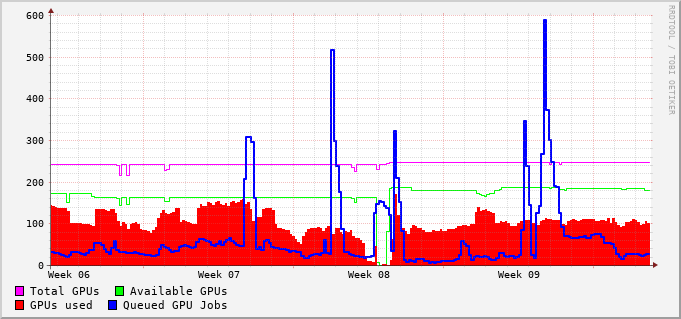 600
500
400
300
200
100
0
Week 06 Week 07 Week 08 Week 09
Total GPUs Available GPUs
GPUs used Queued GPU Jobs
RRDTOOL / TOBI OETIKER